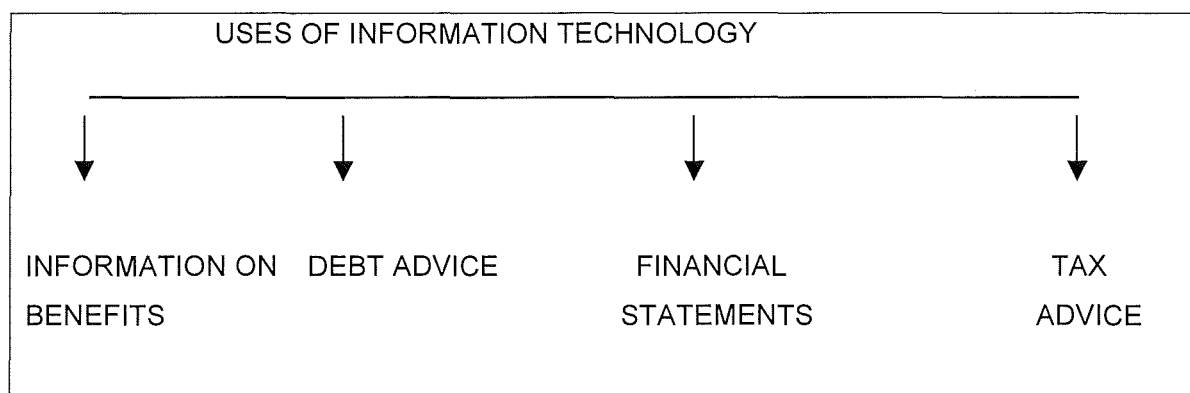 USES OF INFORMATION TECHNOLOGY
INFORMATION ON BENEFITS
DEBT ADVICE
FINANCIAL STATEMENTS
TAX ADVICE